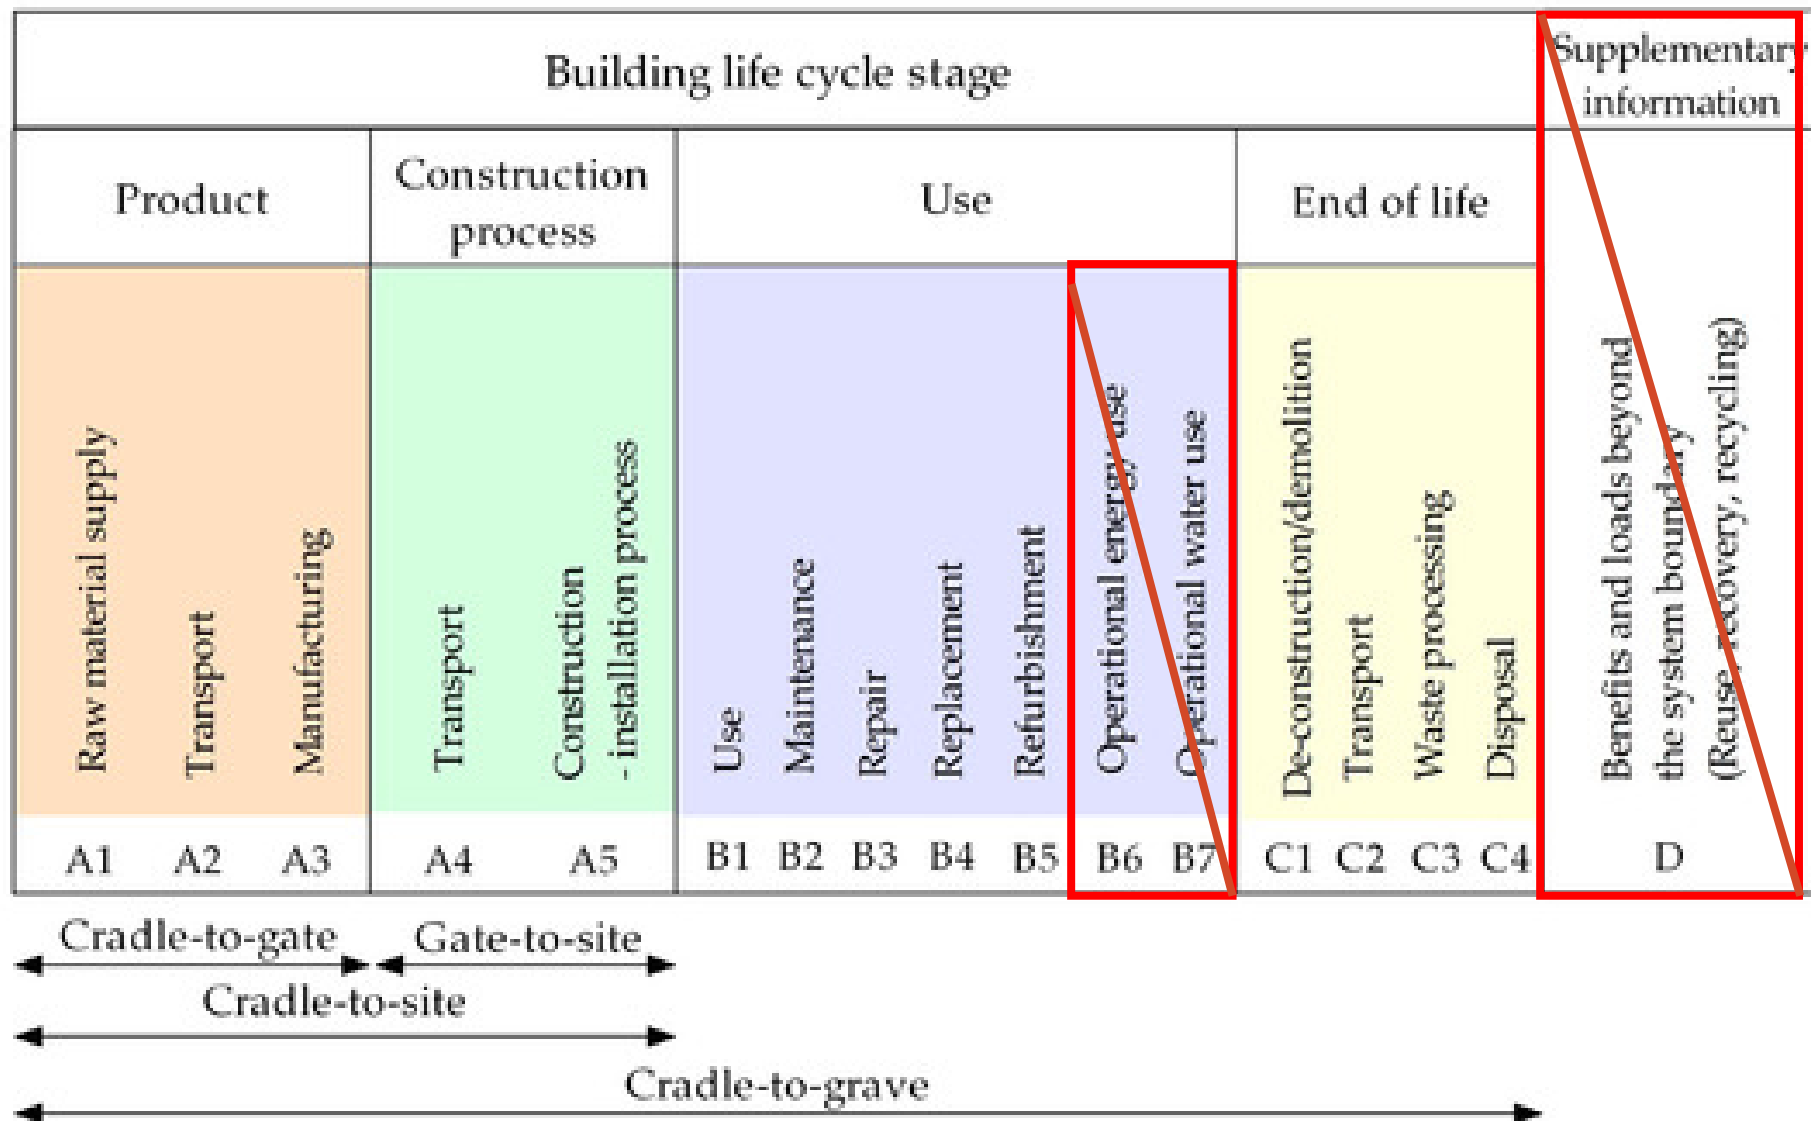 Building life cycle stage
Supplementary
information
Product
Construction
process
Use
End of life
Raw material supply
Transport
Manufacturing
Transport
Construction
- installation process
Use
Maintenance
Repair
Replacement
Refurbishment
Operational energy use
Operational water use
De-construction/demolition
Transport
Waste processing
Disposal
Benefits and loads beyond
the system boundary
(Reuse, recovery, recycling)
A1 A2 A3 A4 A5 B1 B2 B3 B4 B5 B6 B7 C1 C2 C3 C4 D
Cradle-to-gate Gate-to-site
Cradle-to-site
Cradle-to-grave